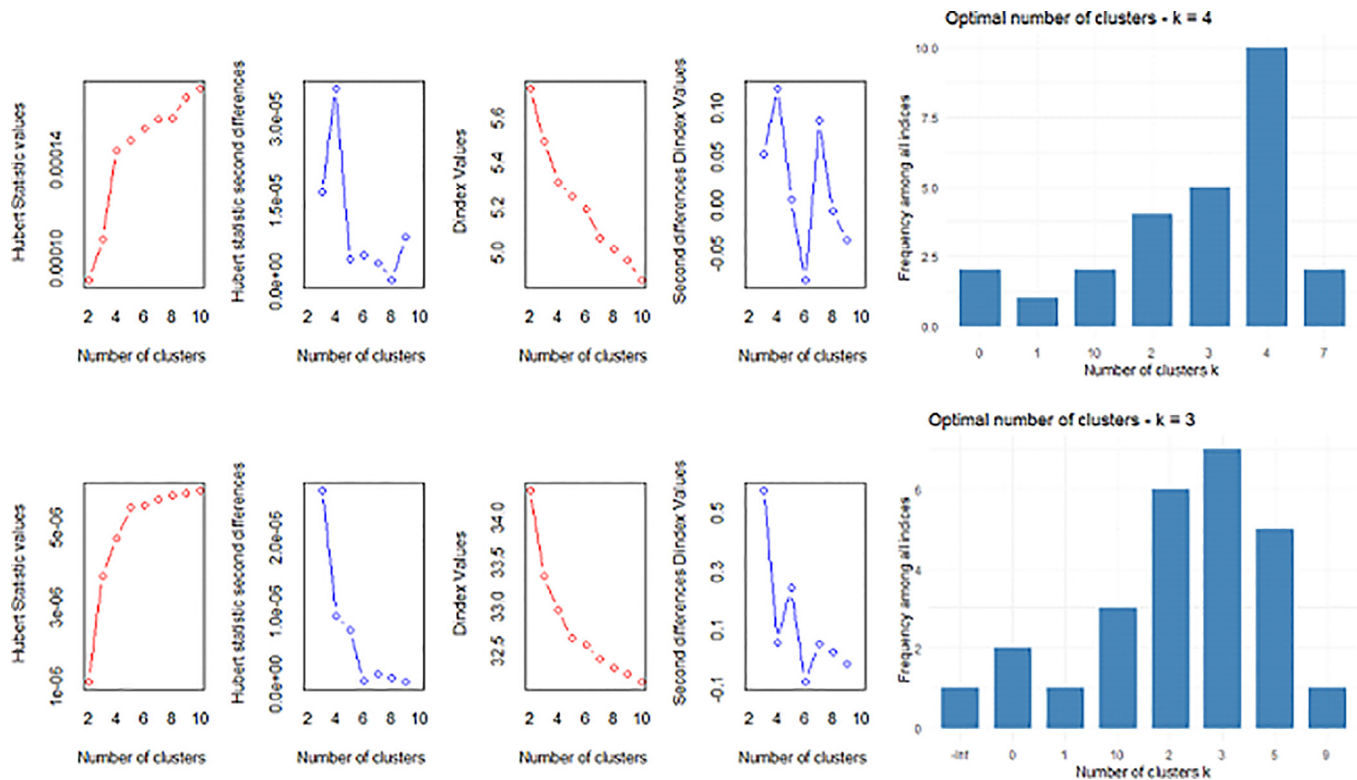 Optimal number of clusters - k = 4
Hubert Statistic values
0.00010 0.00014
2 4 6 8 10
Number of clusters
Hubert statistic second differences
0.0e+00 1.5e-05 3.0e-05
2 4 6 8 10
Number of clusters
Dindex Values
5.0 5.2 5.4 5.6
2 4 6 8 10
Number of clusters
Second differences Dindex Values
-0.05 0.00 0.05 0.10
2 4 6 8 10
Number of clusters
Frequency among all indices
10.0
7.5
5.0
2.5
0.0
0 1 10 2 3 4 7
Number of clusters k
Optimal number of clusters - k = 3
Hubert Statistic values
1e-05 3e-05 5e-05
2 4 6 8 10
Number of clusters
Hubert statistic second differences
0.0e+00 1.0e-05 2.0e-05
2 4 6 8 10
Number of clusters
Dindex Values
32.5 33.0 33.5 34.0
2 4 6 8 10
Number of clusters
Second differences Dindex Values
-0.1 0.1 0.3 0.5
2 4 6 8 10
Number of clusters
Frequency among all indices
6
4
2
0
-Inf 0 1 10 2 3 5 9
Number of clusters k